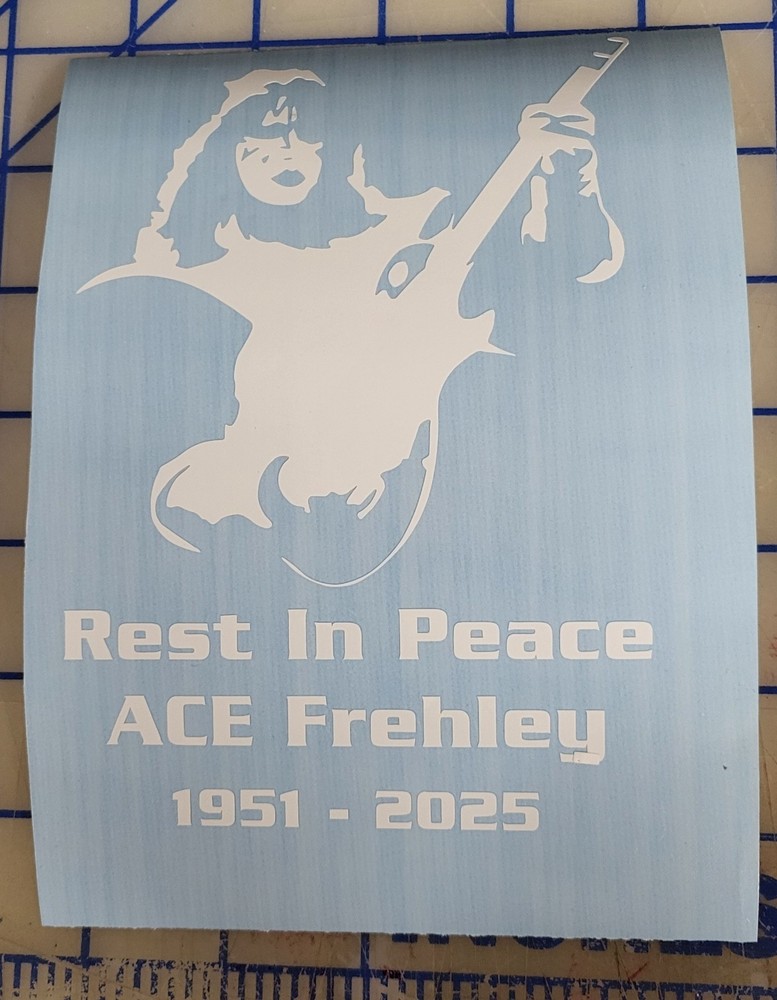 Rest In Peace
ACE Frehley
1951 - 2025